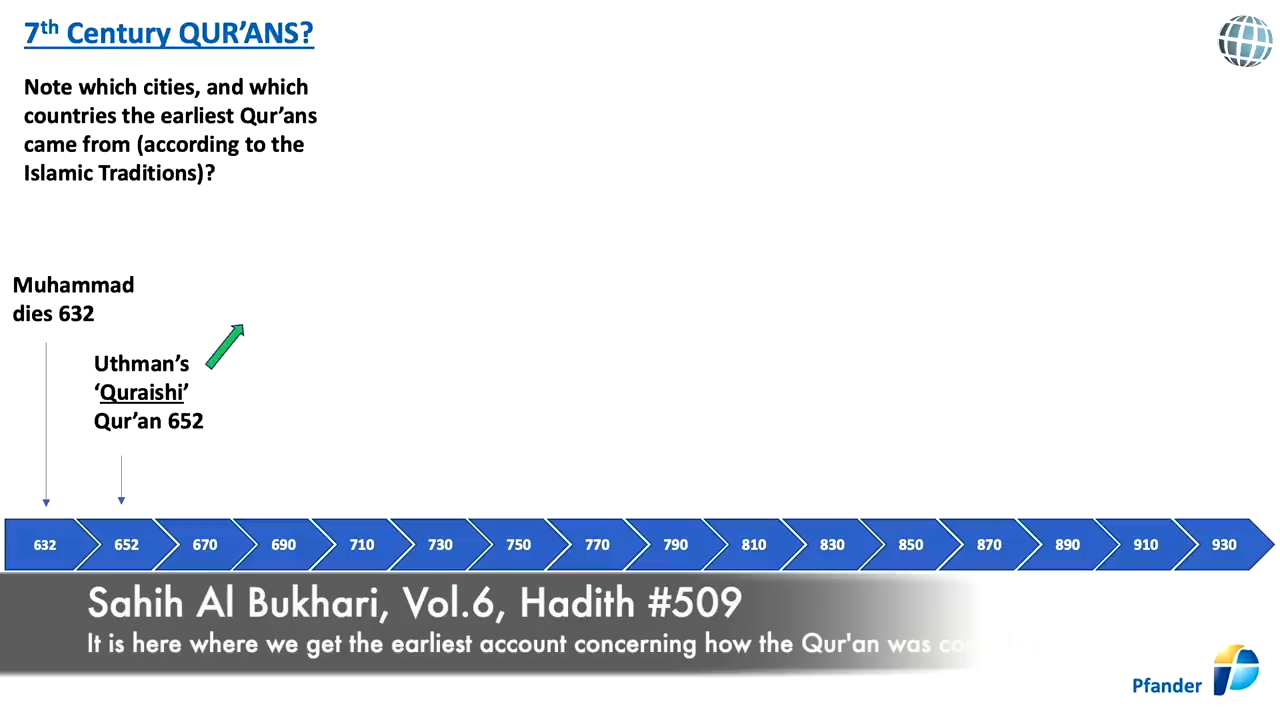 7th Century QUR’ANS?
Note which cities, and which
countries the earliest Qur’ans
came from (according to the
Islamic Traditions)?
Muhammad
dies 632
Uthman’s
‘Quraishi’
Qur’an 652
632 652 670 690 710 730 750 770 790 810 830 850 870 890 910 930
Sahih Al Bukhari, Vol.6, Hadith #509
It is here where we get the earliest account concerning how the Qur'an was
Pfander